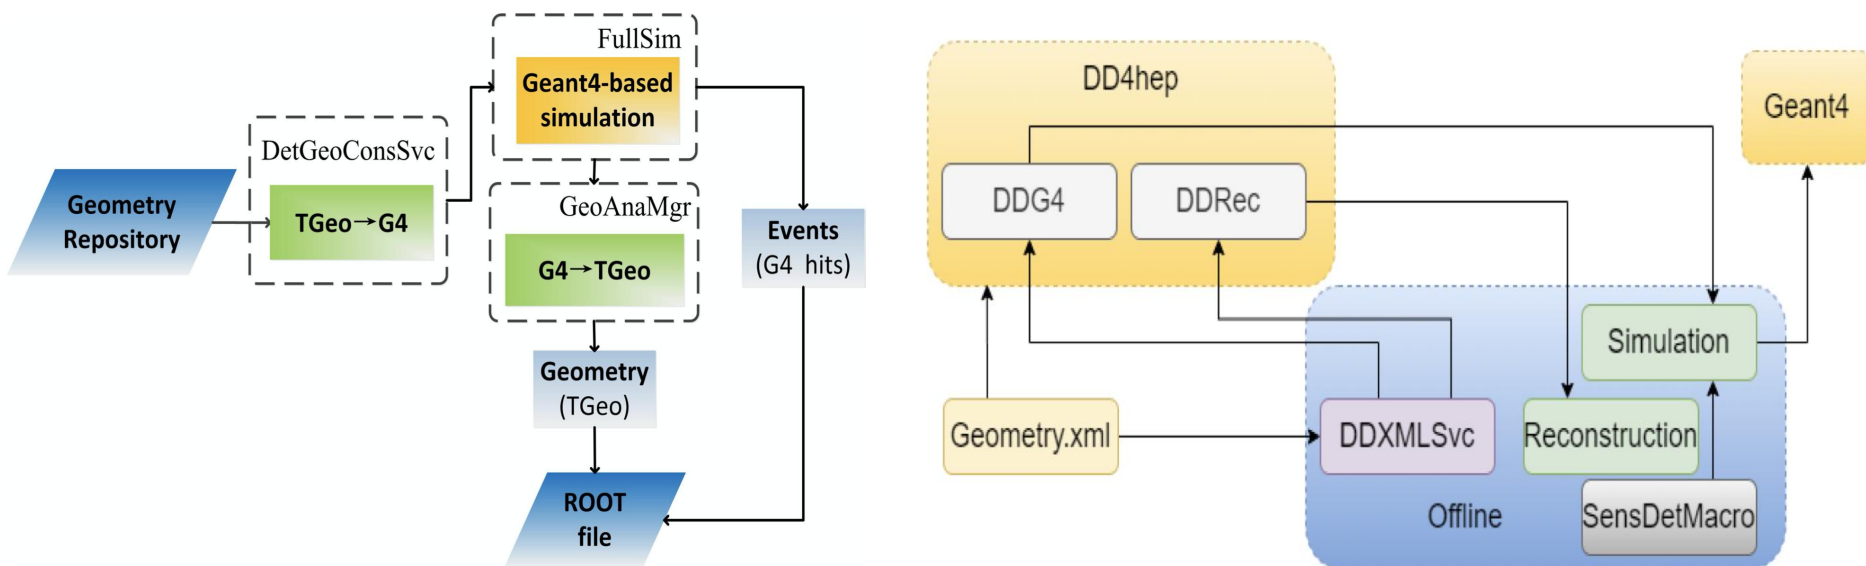 FullSim
Geant4-based
simulation
DetGeoConsSvc
Geometry
Repository
TGeo→G4
GeoAnaMgr
G4→TGeo
Events
(G4 hits)
Geometry
(TGeo)
ROOT
file
DD4hep
Geant4
DDG4
DDRec
Simulation
Geometry.xml
DDXMLSvc
Reconstruction
Offline
SensDetMacro